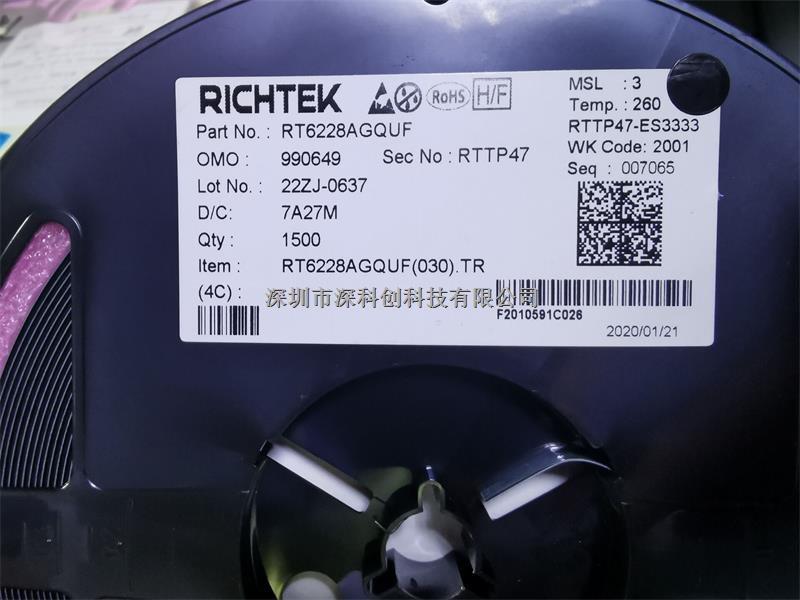 RICHTEK RoHS H/F
Part No. : RT6228AGQUF
OMO : 990649 Sec No : RTTP47
Lot No. : 22ZJ-0637
D/C: 7A27M
Qty : 1500
Item : RT6228AGQUF(030).TR
(4C) :
MSL : 3
Temp. : 260
RTTP47-ES3333
WK Code: 2001
Seq : 007065
深圳市深科创科技有限公司
F2010591C026
2020/01/21